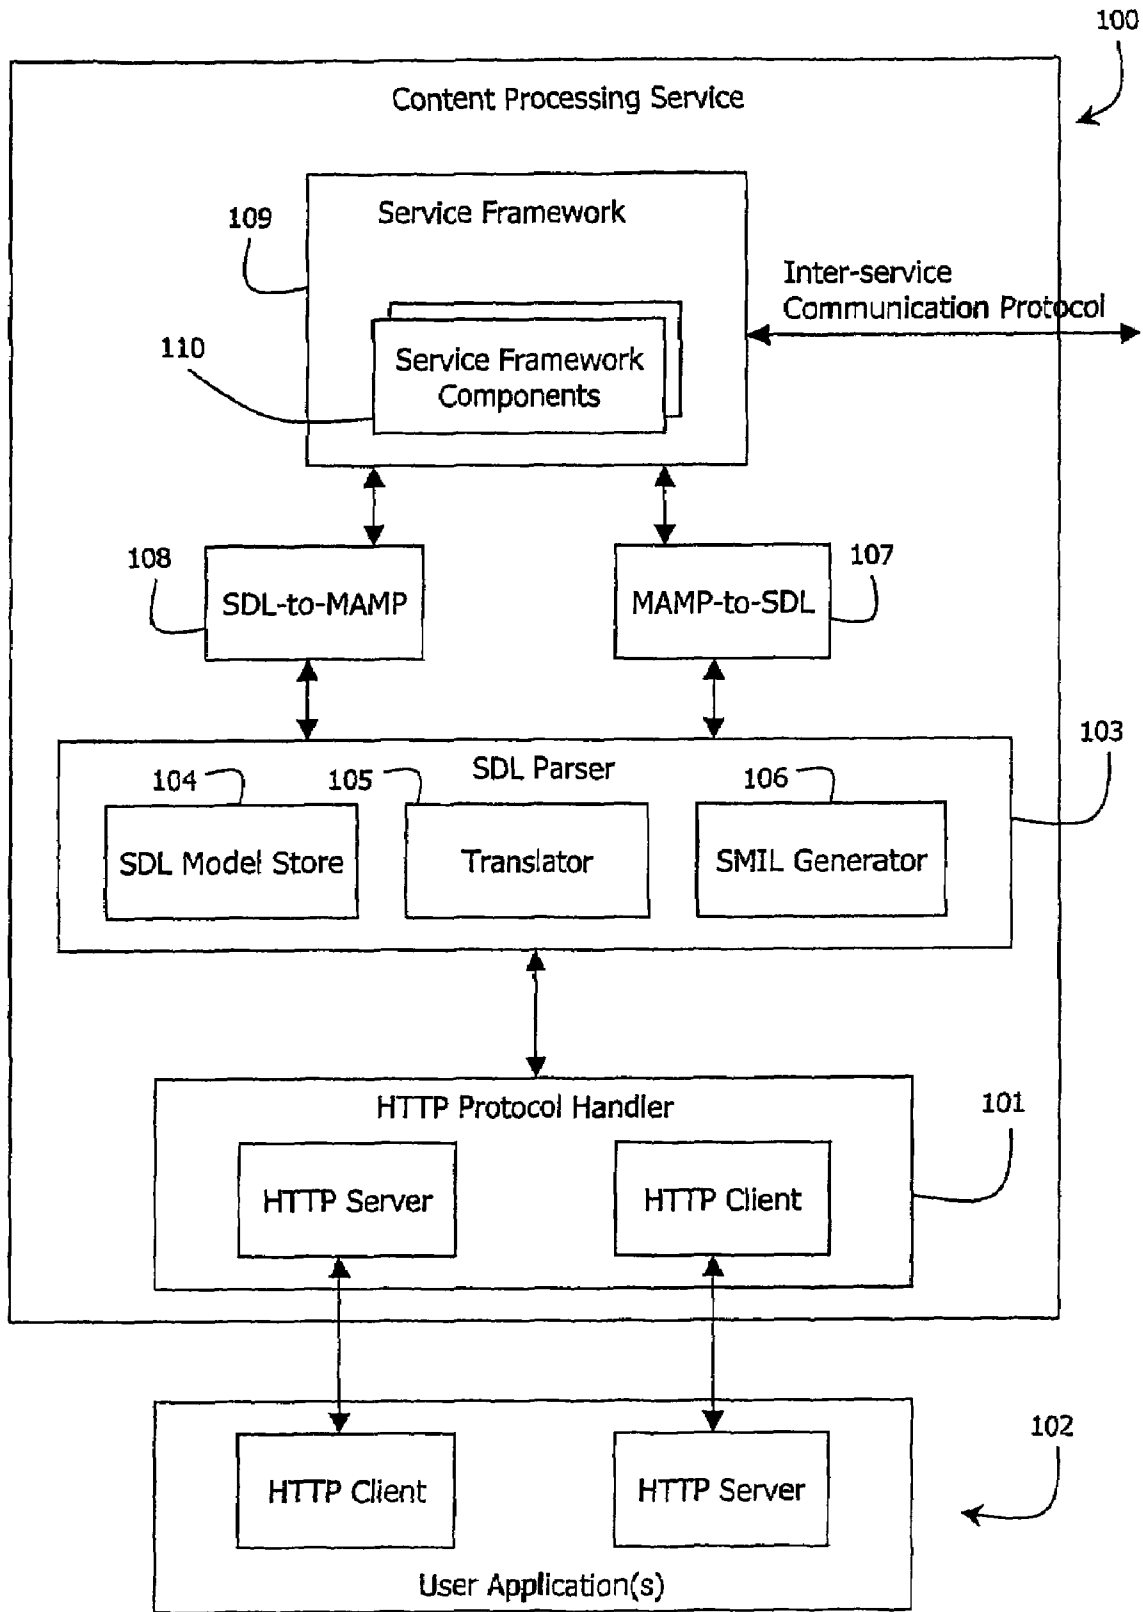 100
Content Processing Service
109
Service Framework
Inter-service
Communication Protocol
110
Service Framework
Components
108
SDL-to-MAMP
107
MAMP-to-SDL
103
SDL Parser
104
105
106
SDL Model Store
Translator
SMIL Generator
101
HTTP Protocol Handler
HTTP Server
HTTP Client
102
HTTP Client
HTTP Server
User Application(s)